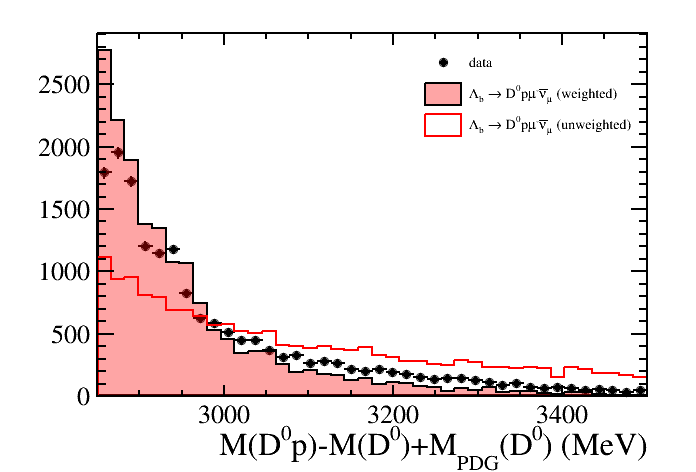 data
Λb → D⁰pμ ν̄μ (weighted)
Λb → D⁰pμ ν̄μ (unweighted)
2500
2000
1500
1000
500
0
3000 3200 3400
M(D⁰p)-M(D⁰)+M_PDG(D⁰) (MeV)